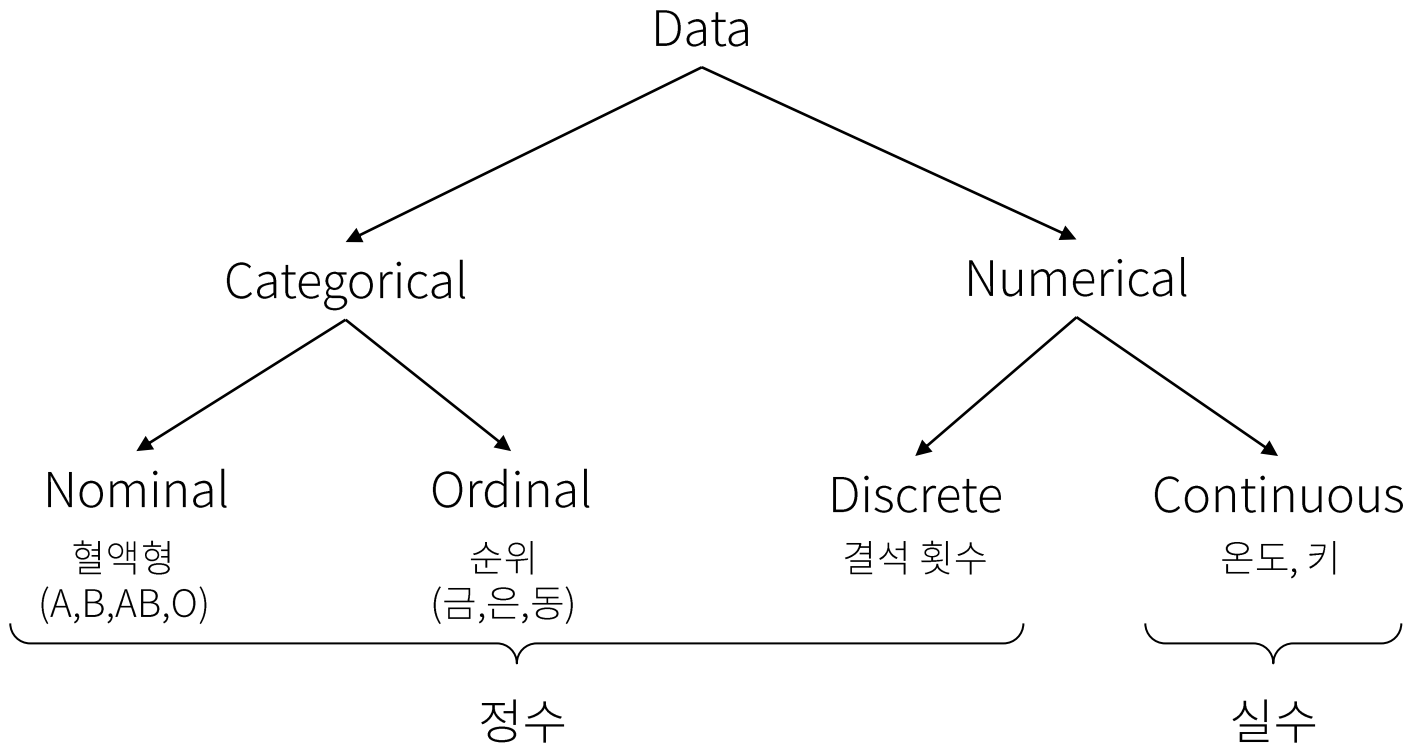 Data
Categorical
Numerical
Nominal
Ordinal
Discrete
Continuous
혈액형
(A,B,AB,O)
순위
(금,은,동)
결석 횟수
온도, 키
정수
실수